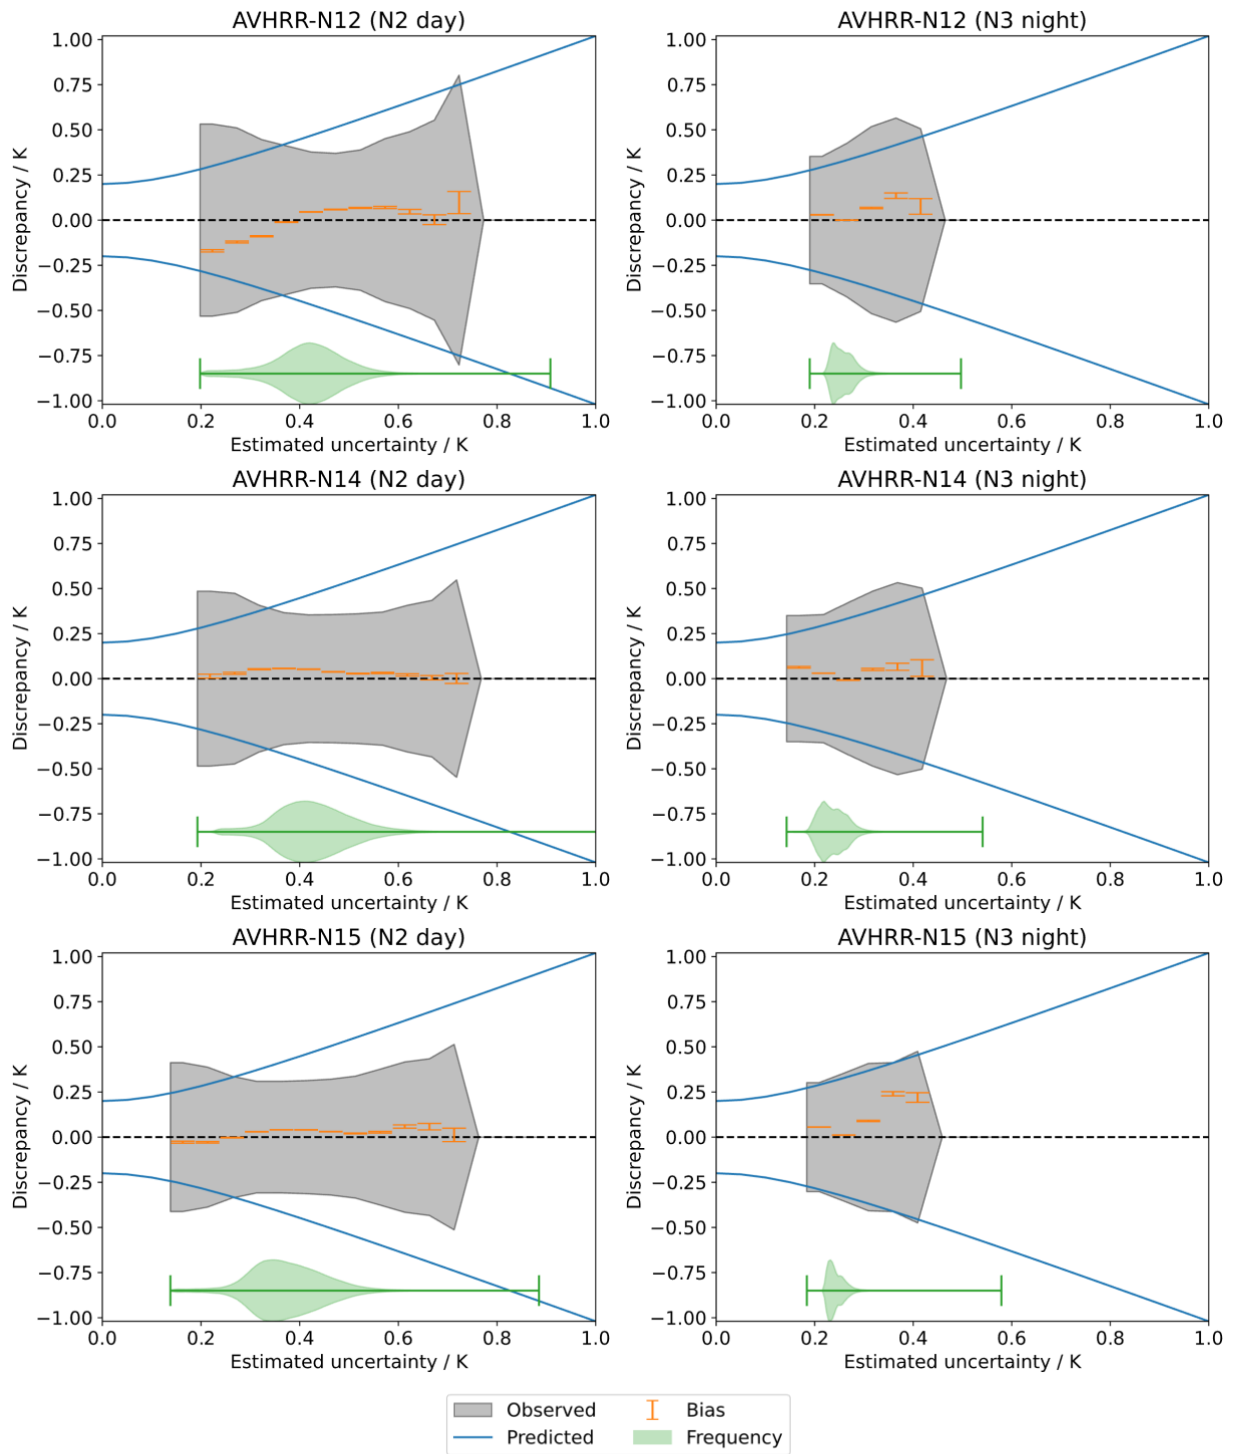 AVHRR-N12 (N2 day)
1.00
0.75
0.50
0.25
0.00
−0.25
−0.50
−0.75
−1.00
Discrepancy / K
0.0 0.2 0.4 0.6 0.8 1.0
Estimated uncertainty / K
AVHRR-N12 (N3 night)
1.00
0.75
0.50
0.25
0.00
−0.25
−0.50
−0.75
−1.00
Discrepancy / K
0.0 0.2 0.4 0.6 0.8 1.0
Estimated uncertainty / K
AVHRR-N14 (N2 day)
1.00
0.75
0.50
0.25
0.00
−0.25
−0.50
−0.75
−1.00
Discrepancy / K
0.0 0.2 0.4 0.6 0.8 1.0
Estimated uncertainty / K
AVHRR-N14 (N3 night)
1.00
0.75
0.50
0.25
0.00
−0.25
−0.50
−0.75
−1.00
Discrepancy / K
0.0 0.2 0.4 0.6 0.8 1.0
Estimated uncertainty / K
AVHRR-N15 (N2 day)
1.00
0.75
0.50
0.25
0.00
−0.25
−0.50
−0.75
−1.00
Discrepancy / K
0.0 0.2 0.4 0.6 0.8 1.0
Estimated uncertainty / K
AVHRR-N15 (N3 night)
1.00
0.75
0.50
0.25
0.00
−0.25
−0.50
−0.75
−1.00
Discrepancy / K
0.0 0.2 0.4 0.6 0.8 1.0
Estimated uncertainty / K
Observed
Predicted
Bias
Frequency